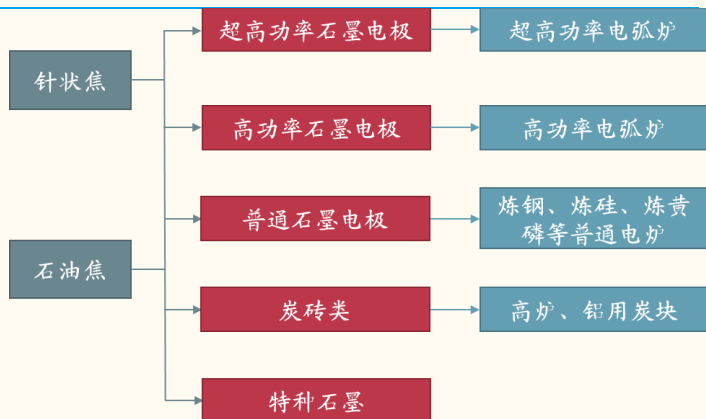 针状焦
石油焦
超高功率石墨电极
高功率石墨电极
普通石墨电极
炭砖类
特种石墨
超高功率电弧炉
高功率电弧炉
炼钢、炼硅、炼黄
磷等普通电炉
高炉、铝用炭块